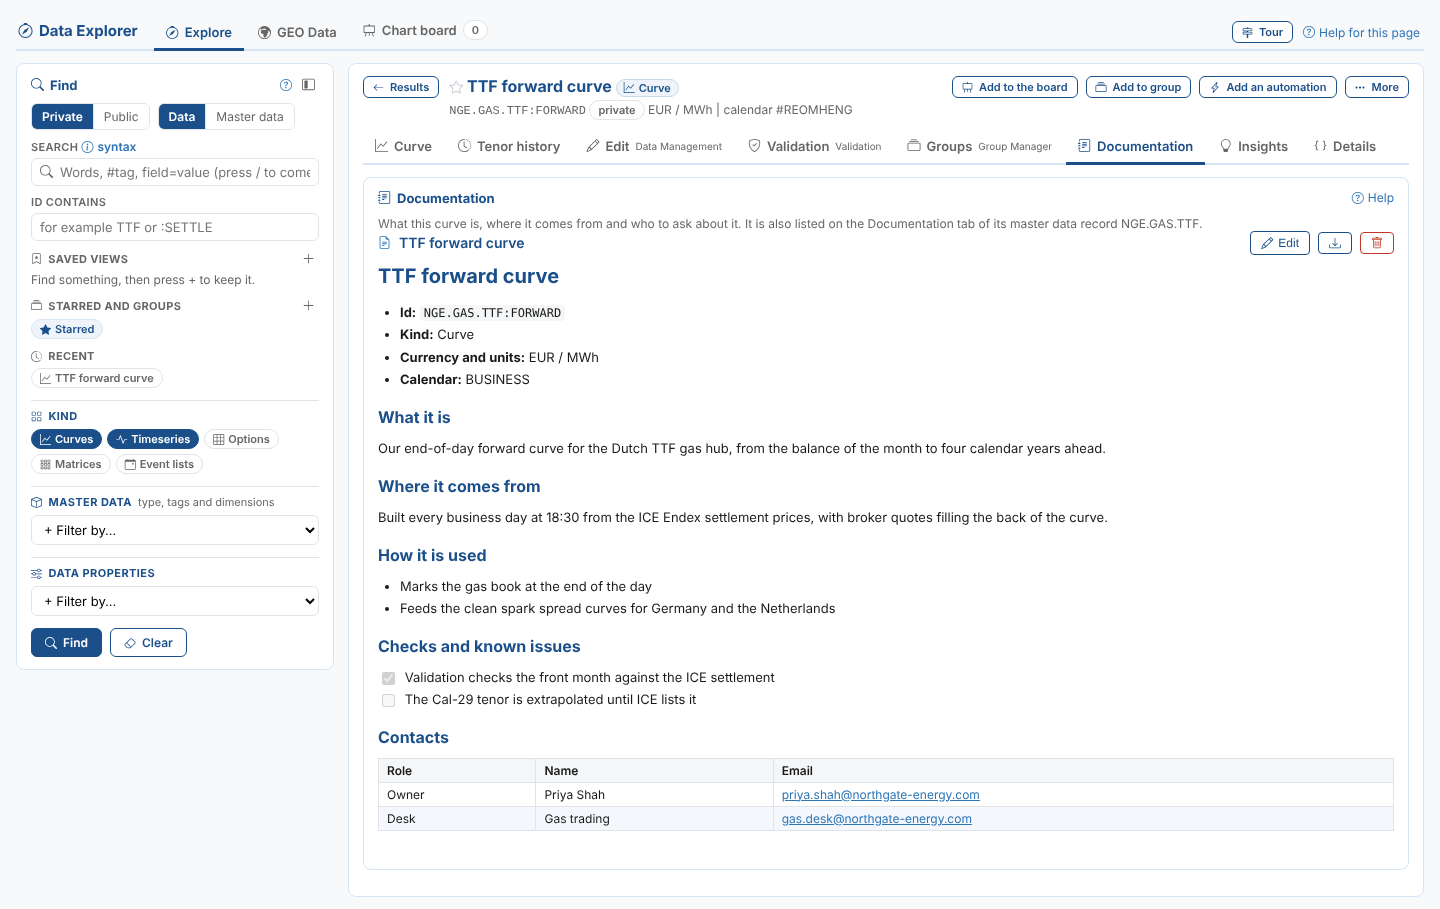 Data Explorer
Explore
GEO Data
Chart board 0
Tour
Help for this page
Find
Private Public Data Master data
SEARCH syntax
Words, #tag, field=value (press / to come
ID CONTAINS
for example TTF or :SETTLE
SAVED VIEWS
Find something, then press + to keep it.
STARRED AND GROUPS
Starred
RECENT
TTF forward curve
KIND
Curves Timeseries Options
Matrices Event lists
MASTER DATA type, tags and dimensions
+ Filter by...
DATA PROPERTIES
+ Filter by...
Find Clear
Results
TTF forward curve Curve
NGE.GAS.TTF:FORWARD private EUR / MWh | calendar #REOMHENG
Add to the board Add to group Add an automation More
Curve Tenor history Edit Data Management Validation Validation Groups Group Manager Documentation Insights Details
Documentation
Help
What this curve is, where it comes from and who to ask about it. It is also listed on the Documentation tab of its master data record NGE.GAS.TTF.
TTF forward curve
Edit
TTF forward curve
• Id: NGE.GAS.TTF:FORWARD
• Kind: Curve
• Currency and units: EUR / MWh
• Calendar: BUSINESS
What it is
Our end-of-day forward curve for the Dutch TTF gas hub, from the balance of the month to four calendar years ahead.
Where it comes from
Built every business day at 18:30 from the ICE Endex settlement prices, with broker quotes filling the back of the curve.
How it is used
• Marks the gas book at the end of the day
• Feeds the clean spark spread curves for Germany and the Netherlands
Checks and known issues
Validation checks the front month against the ICE settlement
The Cal-29 tenor is extrapolated until ICE lists it
Contacts
Role Name Email
Owner Priya Shah priya.shah@northgate-energy.com
Desk Gas trading gas.desk@northgate-energy.com